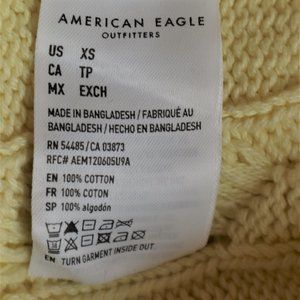 AMERICAN EAGLE
OUTFITTERS
US XS
CA TP
MX EXCH
MADE IN BANGLADESH / FABRIQUÉ AU
BANGLADESH / HECHO EN BANGLADESH
RN 54485 / CA 03873
RFC# AEM120605U9A
EN 100% COTTON
FR 100% COTON
SP 100% algodón
EN TURN GARMENT INSIDE OUT.